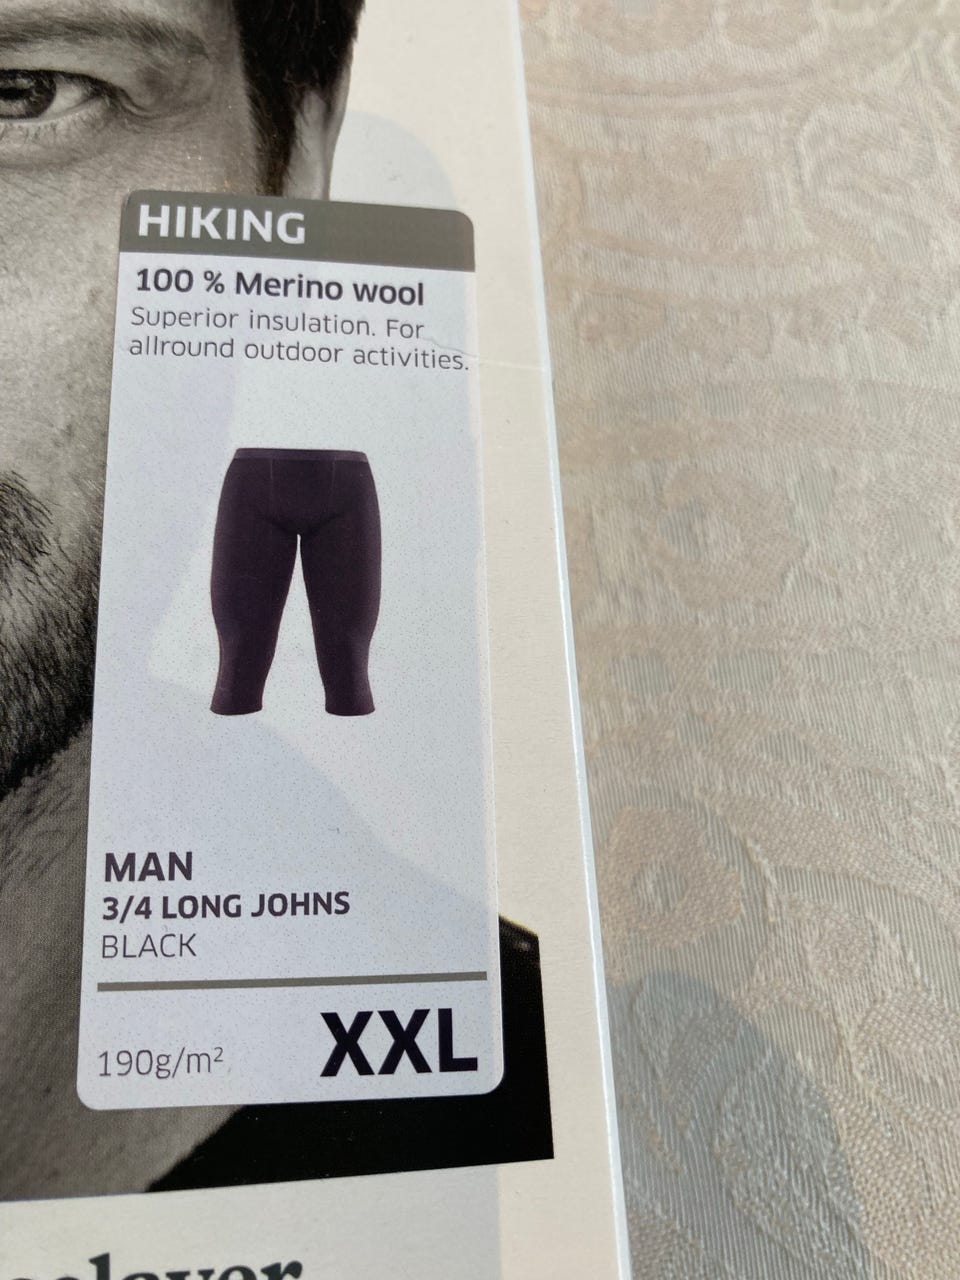 HIKING
100 % Merino wool
Superior insulation. For
allround outdoor activities.
MAN
3/4 LONG JOHNS
BLACK
190g/m²
XXL